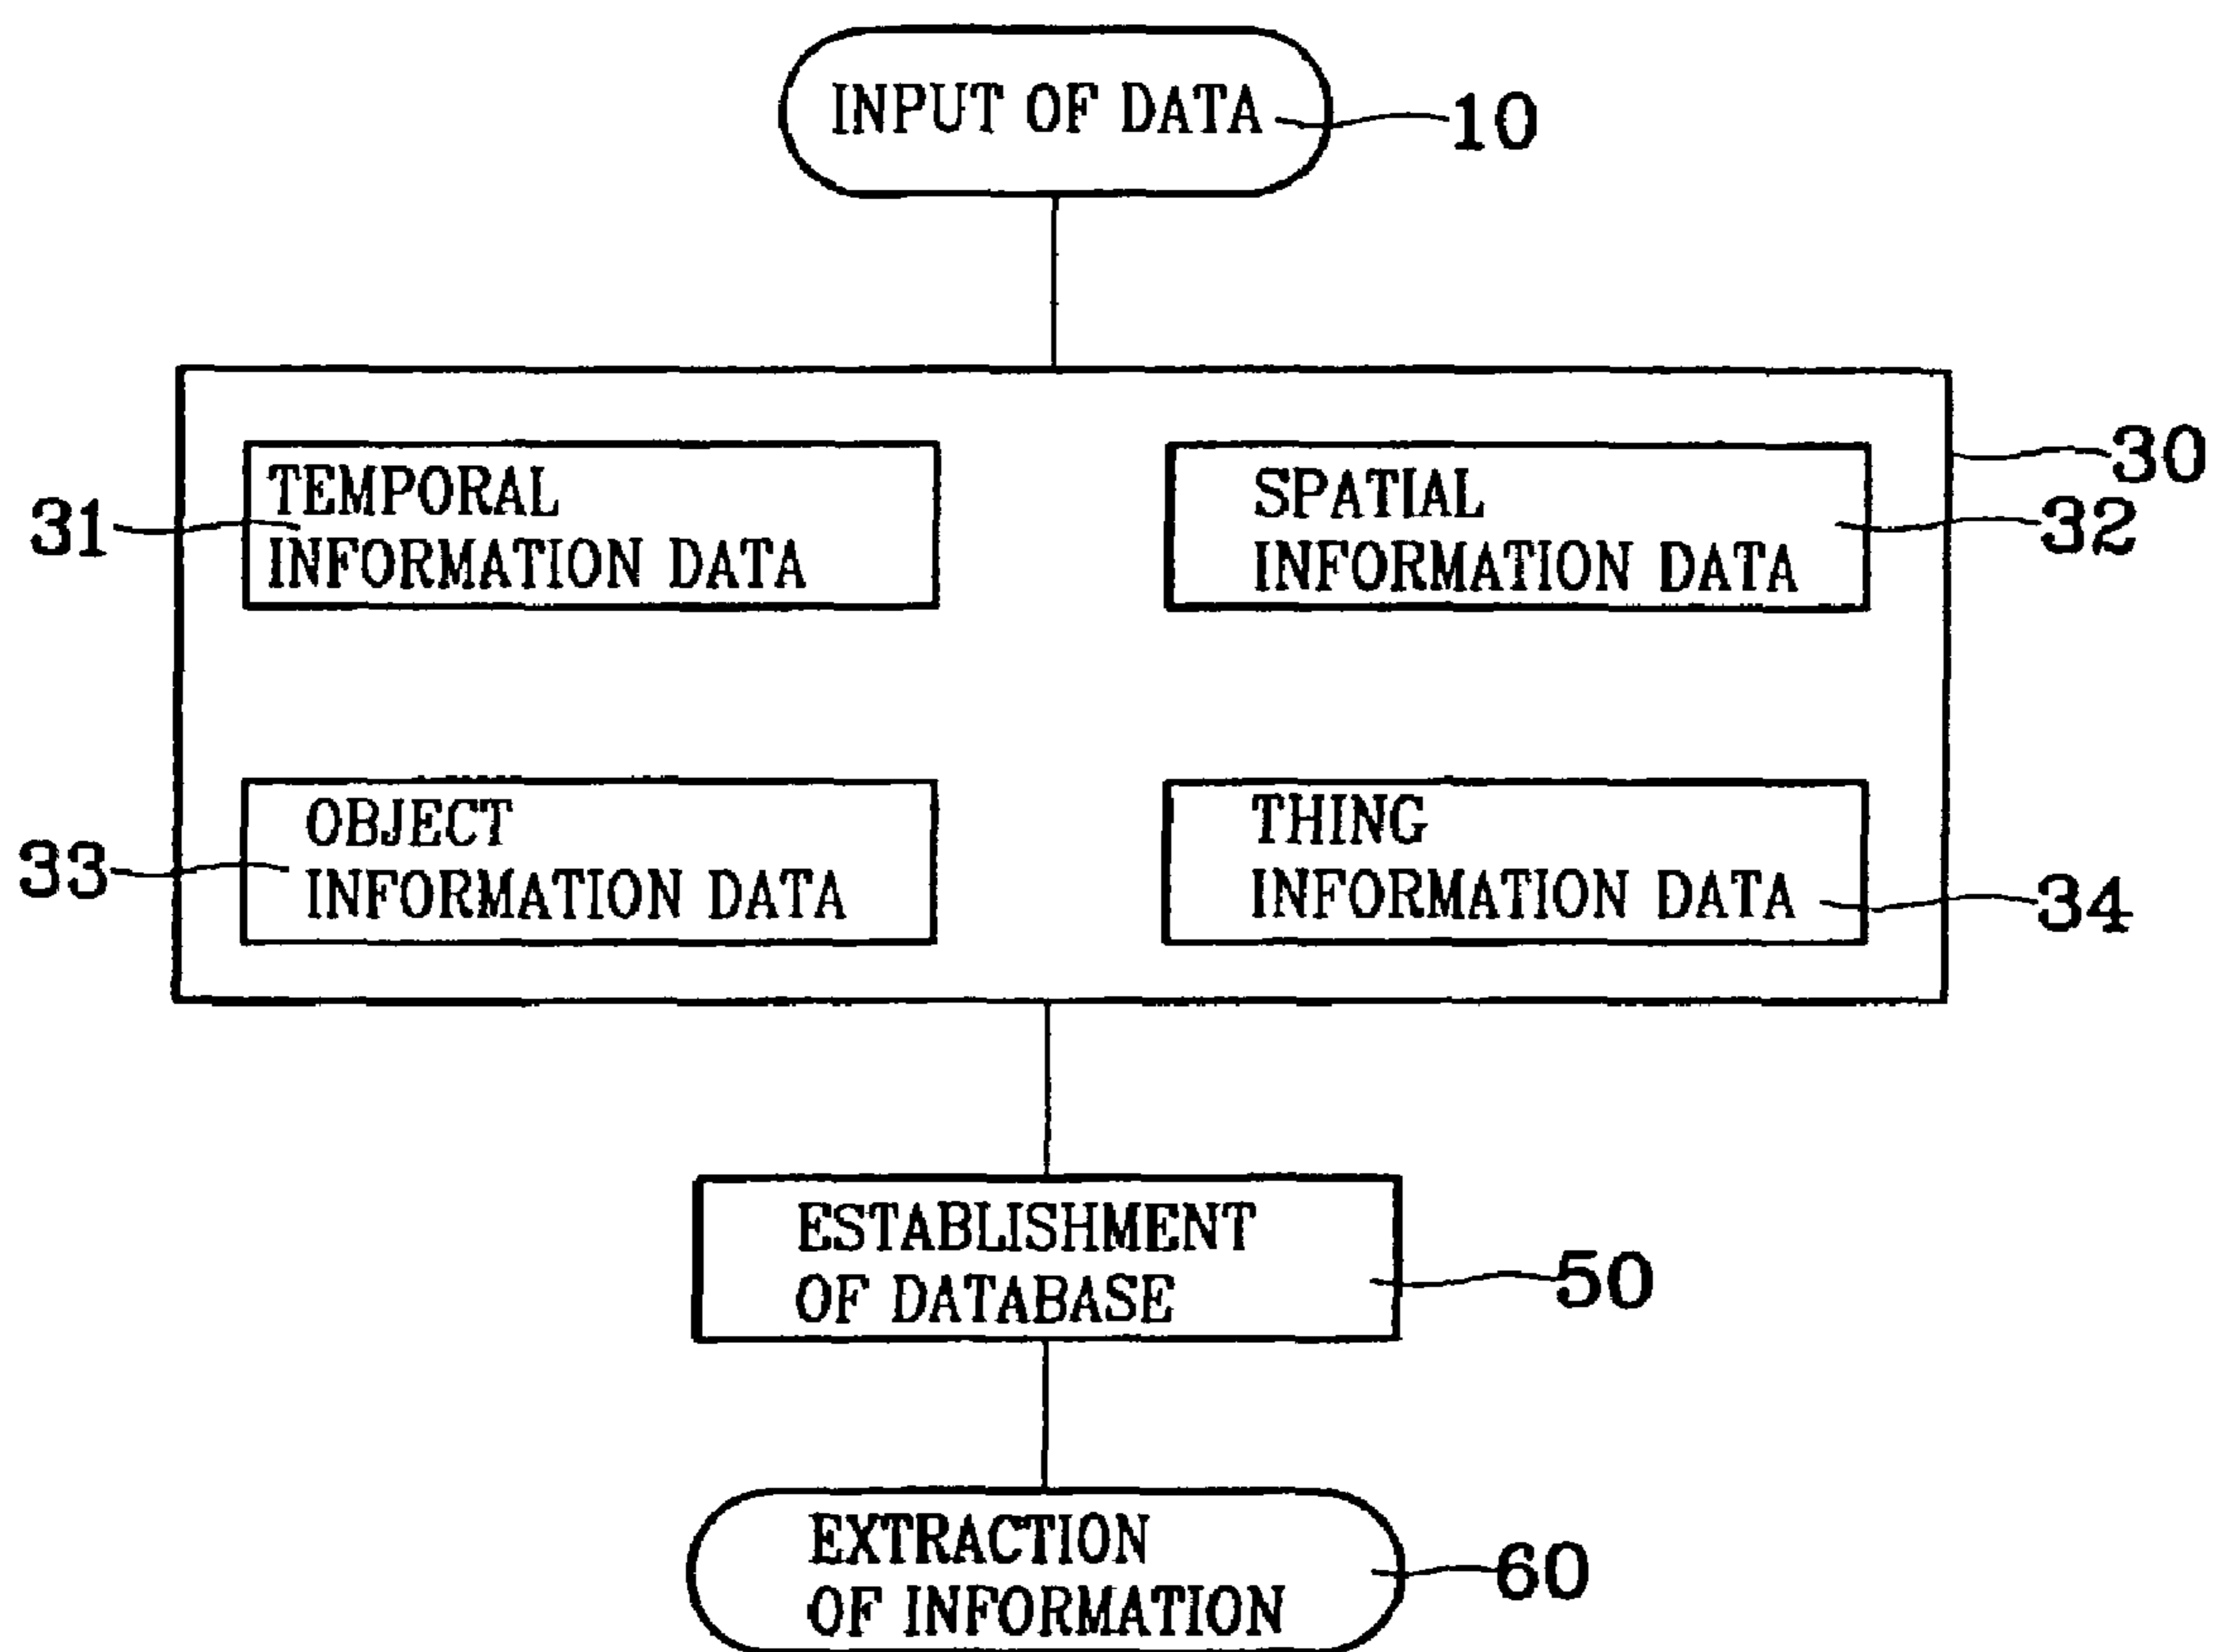 INPUT OF DATA
10
30
TEMPORAL
INFORMATION DATA
31
SPATIAL
INFORMATION DATA
32
OBJECT
INFORMATION DATA
33
THING
INFORMATION DATA
34
ESTABLISHMENT
OF DATABASE
50
EXTRACTION
OF INFORMATION
60